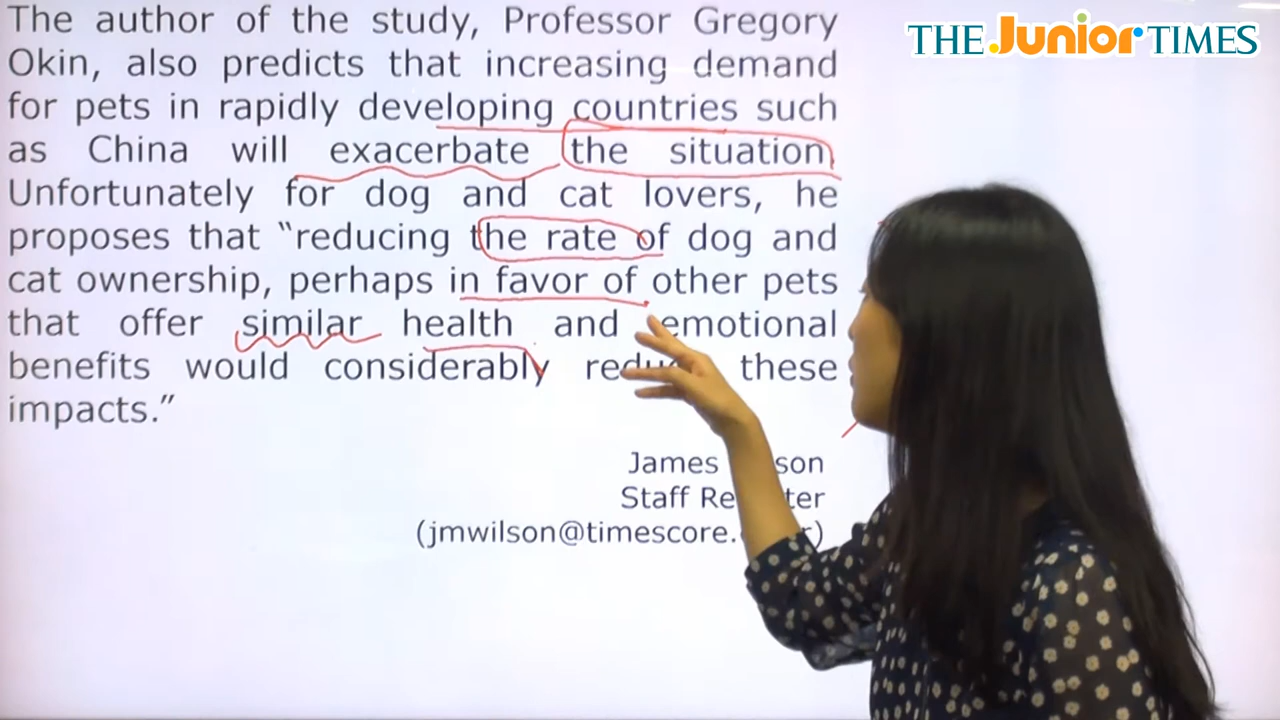 The author of the study, Professor Gregory
Okin, also predicts that increasing demand
for pets in rapidly developing countries such
as China will exacerbate the situation.
Unfortunately for dog and cat lovers, he
proposes that “reducing the rate of dog and
cat ownership, perhaps in favor of other pets
that offer similar health and emotional
benefits would considerably these
impacts.”
James
Staff
THE Junior TIMES